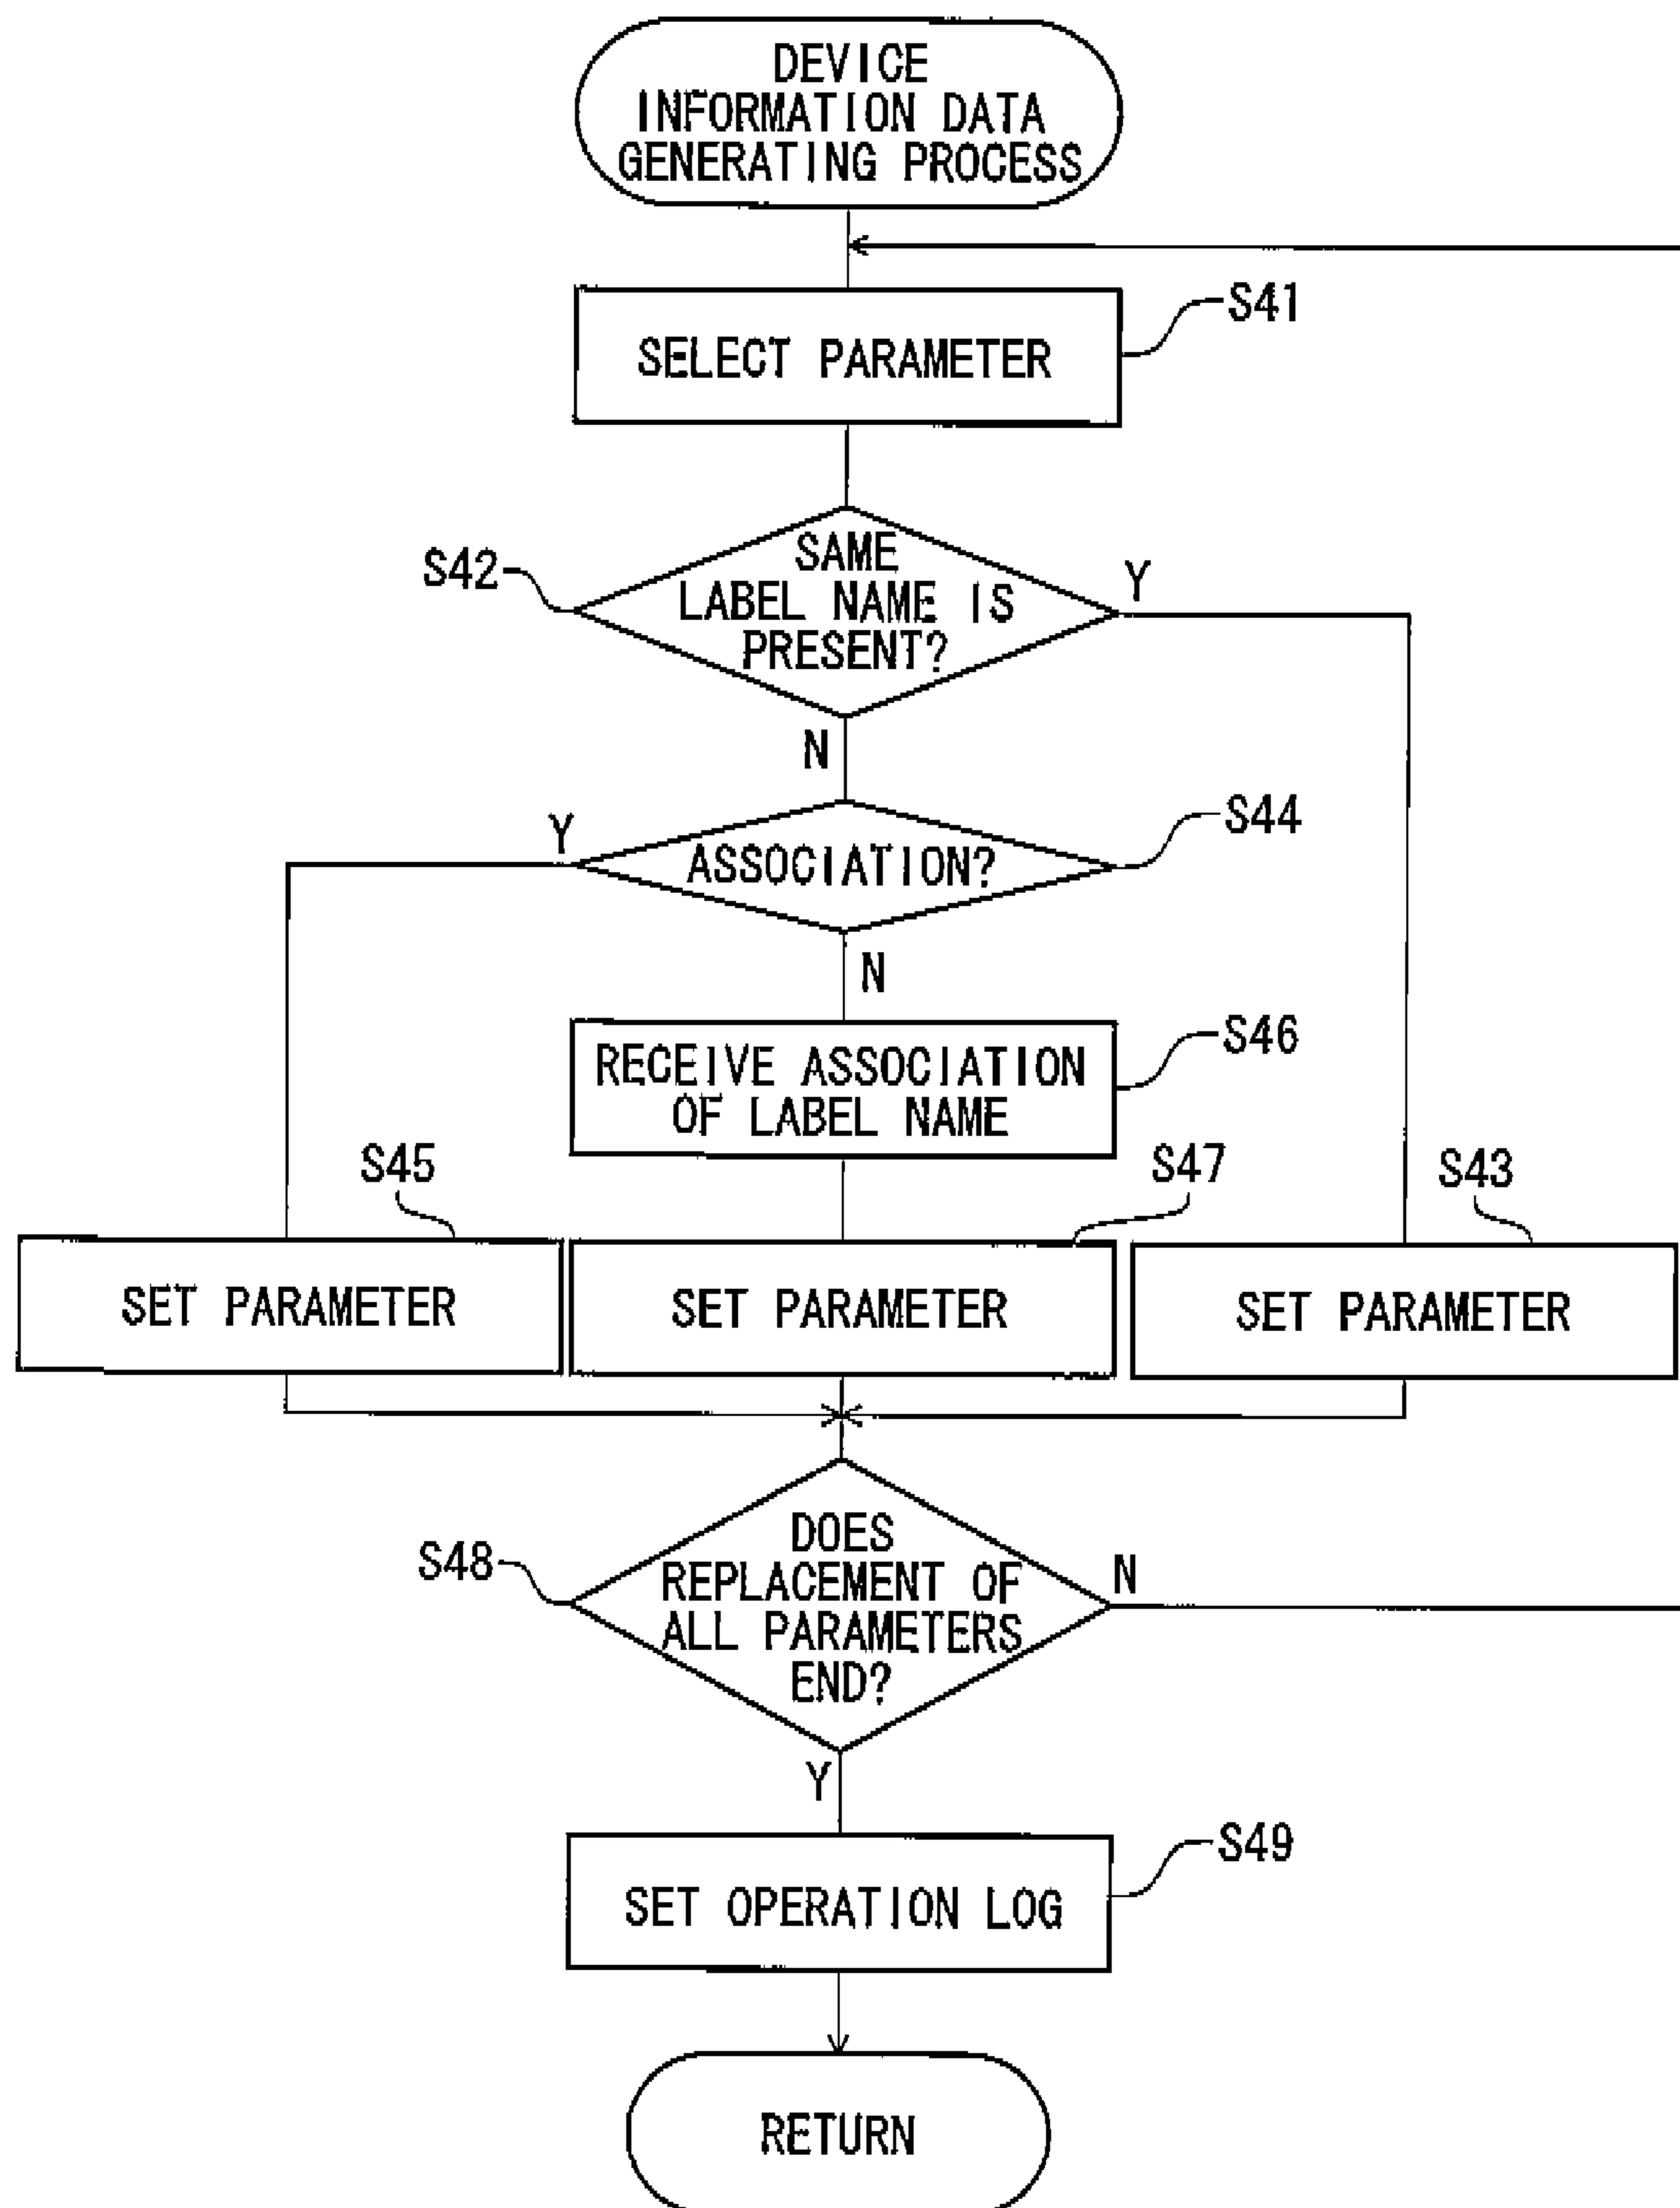 DEVICE
INFORMATION DATA
GENERATING PROCESS
S41
SELECT PARAMETER
S42
SAME
LABEL NAME IS
PRESENT?
Y
N
S44
Y
ASSOCIATION?
N
S46
RECEIVE ASSOCIATION
OF LABEL NAME
S45
S47
S43
SET PARAMETER
SET PARAMETER
SET PARAMETER
S48
DOES
REPLACEMENT OF
ALL PARAMETERS
END?
N
Y
S49
SET OPERATION LOG
RETURN